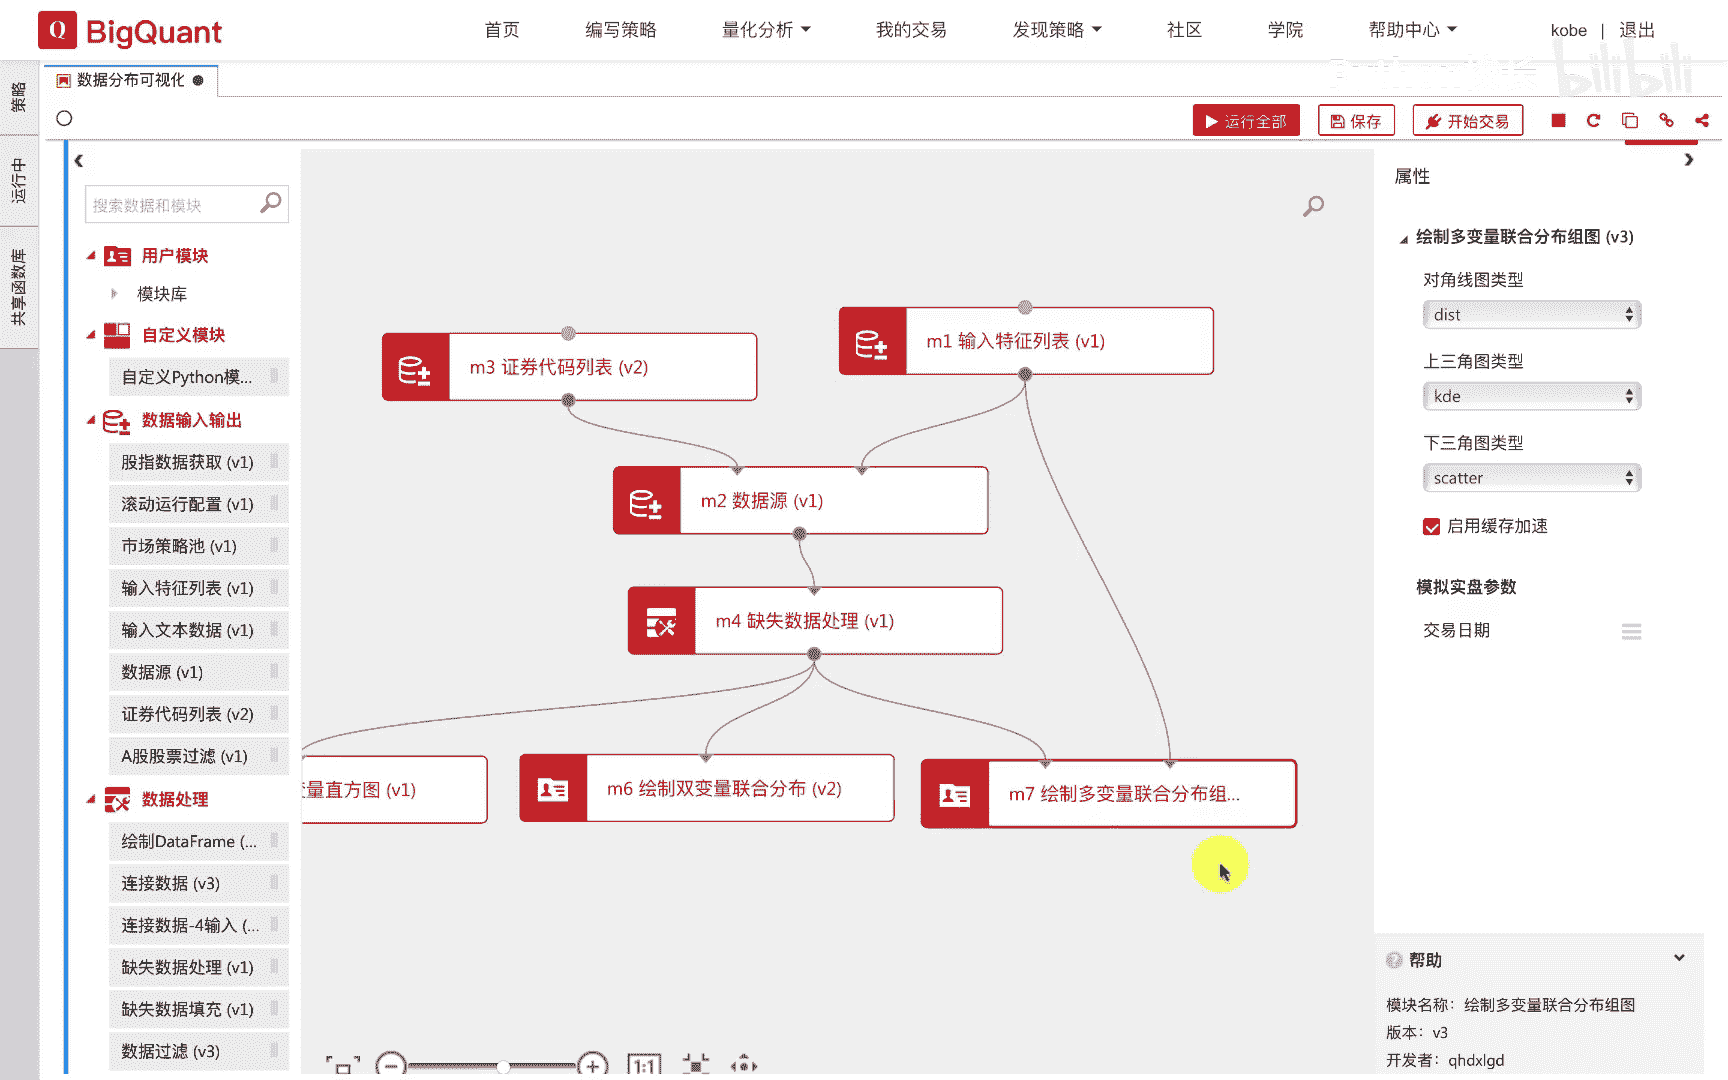 Q BigQuant
首页 编写策略 量化分析 我的交易 发现策略 社区 学院 帮助中心 kobe | 退出
bilibili
策略
运行中
共享函数库
数据分布可视化
运行全部 保存 开始交易
搜索数据和模块
用户模块
模块库
自定义模块
自定义Python模...
数据输入输出
股指数据获取 (v1)
滚动运行配置 (v1)
市场策略池 (v1)
输入特征列表 (v1)
输入文本数据 (v1)
数据源 (v1)
证券代码列表 (v2)
A股股票过滤 (v1)
数据处理
绘制DataFrame (...
连接数据 (v3)
连接数据-4输入 (...
缺失数据处理 (v1)
缺失数据填充 (v1)
数据过滤 (v3)
m3 证券代码列表 (v2)
m1 输入特征列表 (v1)
m2 数据源 (v1)
m4 缺失数据处理 (v1)
变量直方图 (v1)
m6 绘制双变量联合分布 (v2)
m7 绘制多变量联合分布组...
1:1
属性
绘制多变量联合分布组图 (v3)
对角线图类型
dist
上三角图类型
kde
下三角图类型
scatter
启用缓存加速
模拟实盘参数
交易日期
帮助
模块名称：绘制多变量联合分布组图
版本：v3
开发者：qhdxlgd